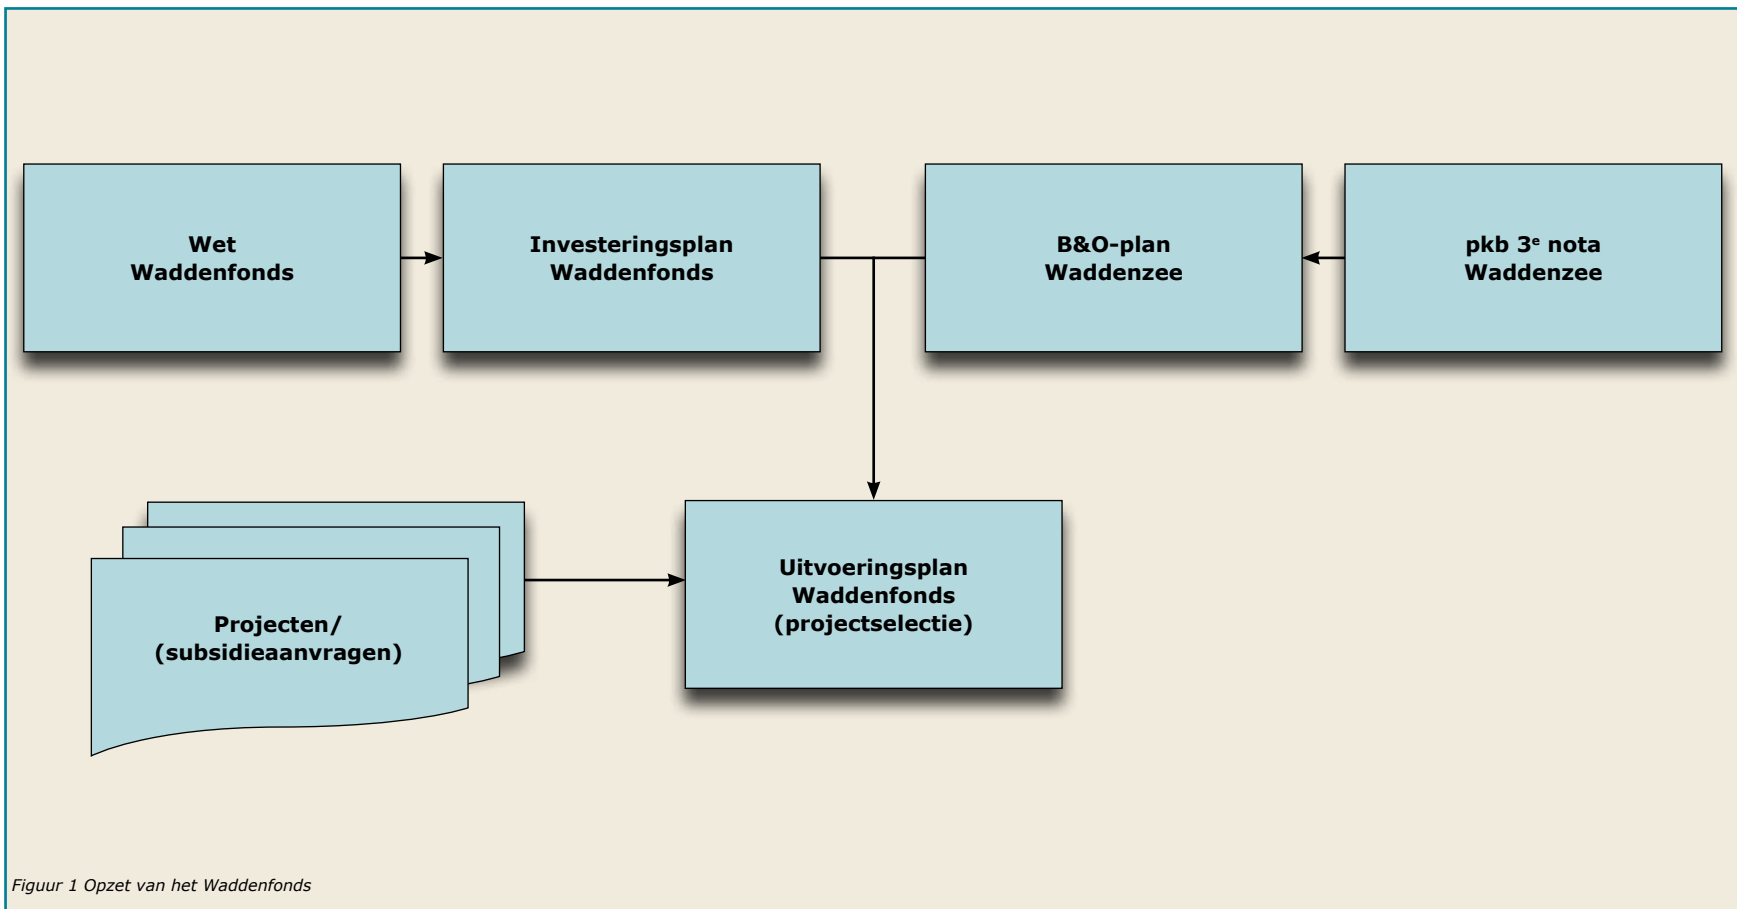 Wet
Waddenfonds
Investeringsplan
Waddenfonds
B&O-plan
Waddenzee
pkb 3ᵉ nota
Waddenzee
Projecten/
(subsidieaanvragen)
Uitvoeringsplan
Waddenfonds
(projectselectie)
Figuur 1 Opzet van het Waddenfonds